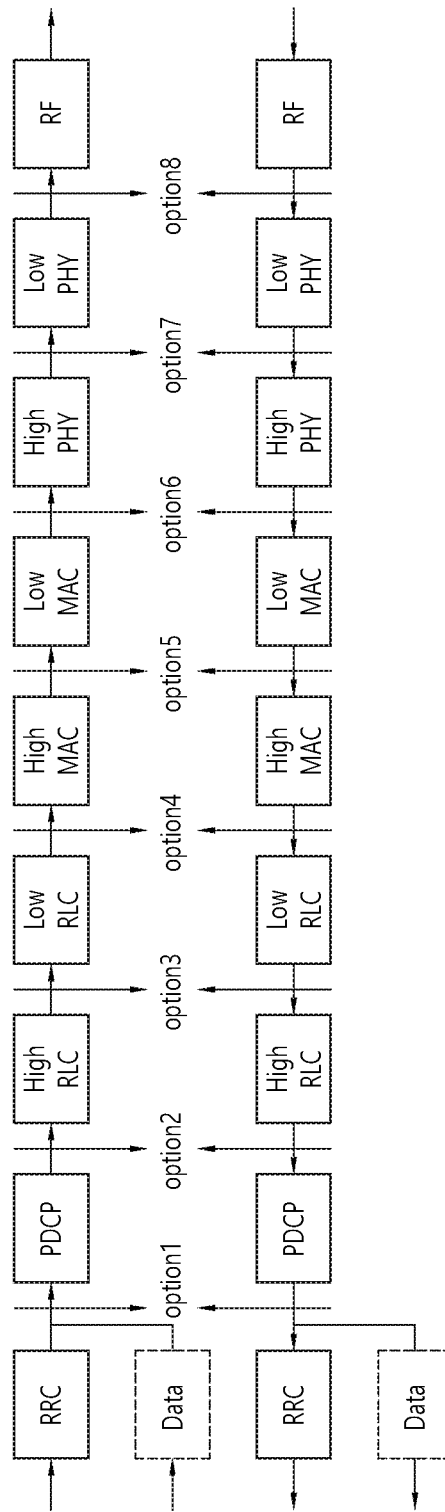 RRC
PDCP
High
RLC
Low
RLC
High
MAC
Low
MAC
High
PHY
Low
PHY
RF
Data
option1
option2
option3
option4
option5
option6
option7
option8
RRC
PDCP
High
RLC
Low
RLC
High
MAC
Low
MAC
High
PHY
Low
PHY
RF
Data